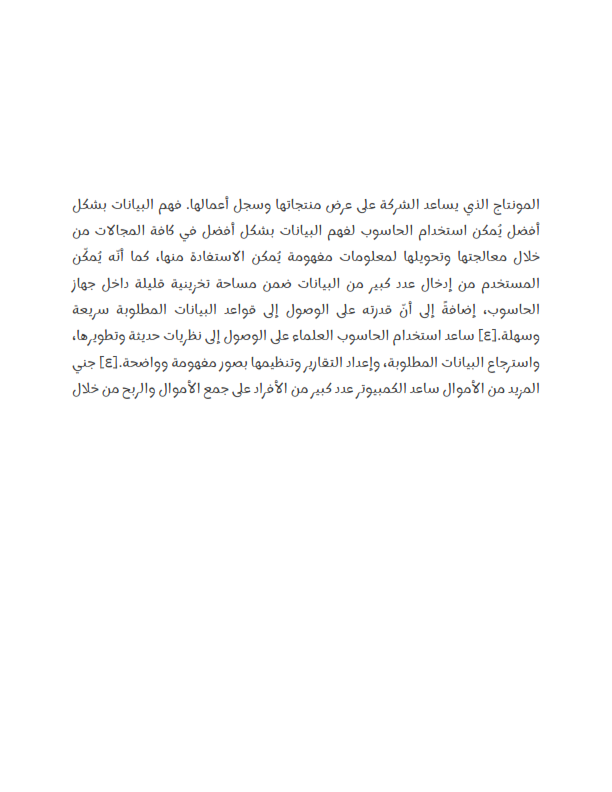 المونتاج الذي يساعد الشركة على عرض منتجاتها وسجل أعمالها. فهم البيانات بشكل
أفضل يُمكن استخدام الحاسوب لفهم البيانات بشكل أفضل في كافة المجالات من
خلال معالجتها وتحويلها لمعلومات مفهومة يُمكن الاستفادة منها، كما أنّه يُمكّن
المستخدم من إدخال عدد كبير من البيانات ضمن مساحة تخزينية قليلة داخل جهاز
الحاسوب، إضافةً إلى أنّ قدرته على الوصول إلى قواعد البيانات المطلوبة سريعة
وسهلة.[٤] ساعد استخدام الحاسوب العلماء على الوصول إلى نظريات حديثة وتطويرها،
واسترجاع البيانات المطلوبة، وإعداد التقارير وتنظيمها بصور مفهومة وواضحة.[٤] جني
المزيد من الأموال ساعد الكمبيوتر عدد كبير من الأفراد على جمع الأموال والربح من خلال